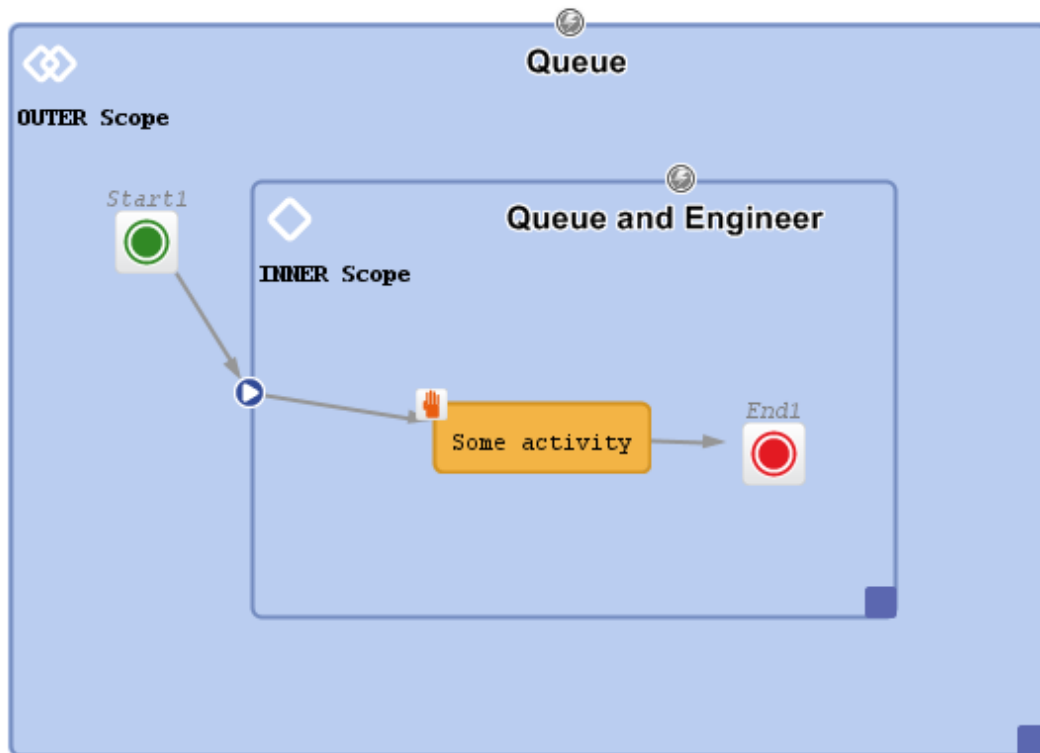 Queue
OUTER Scope
Start1
Queue and Engineer
INNER Scope
Some activity
End1